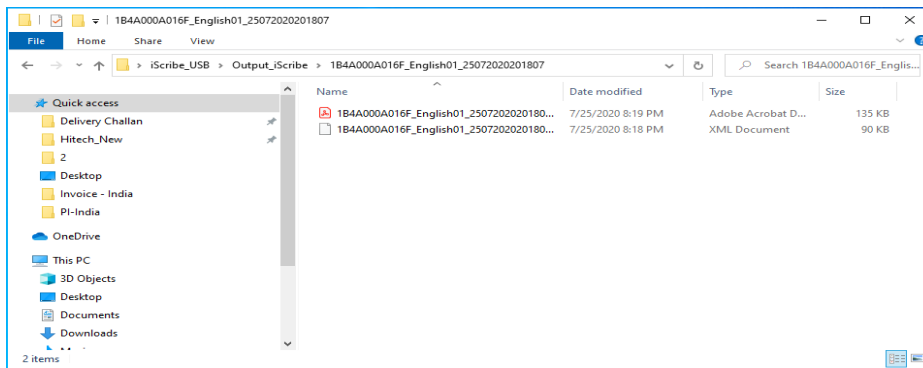 1B4A000A016F_English01_25072020201807
File Home Share View
iScribe_USB > Output_iScribe > 1B4A000A016F_English01_25072020201807
Search 1B4A000A016F_Englis...
Name Date modified Type Size
Quick access
Delivery Challan
Hitech_New
2
Desktop
Invoice - India
PI-India
OneDrive
This PC
3D Objects
Desktop
Documents
Downloads
1B4A000A016F_English01_2507202020180... 7/25/2020 8:19 PM Adobe Acrobat D... 135 KB
1B4A000A016F_English01_2507202020180... 7/25/2020 8:18 PM XML Document 90 KB
2 items